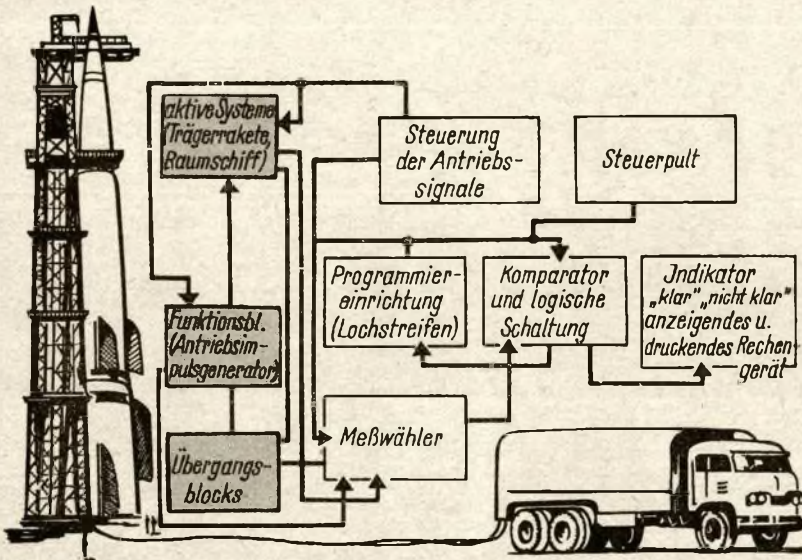 aktive Systeme
(Trägerrakete,
Raumschiff)
Steuerung
der Antriebs-
signale
Steuerpult
Funktionsbl.
(Antriebsim-
pulsgenerator)
Programmier-
einrichtung
(Lochstreifen)
Komparator
und logische
Schaltung
Indikator
„klar" „nicht klar"
anzeigendes u.
druckendes Rechen-
gerät
Übergangs-
blocks
Meßwähler